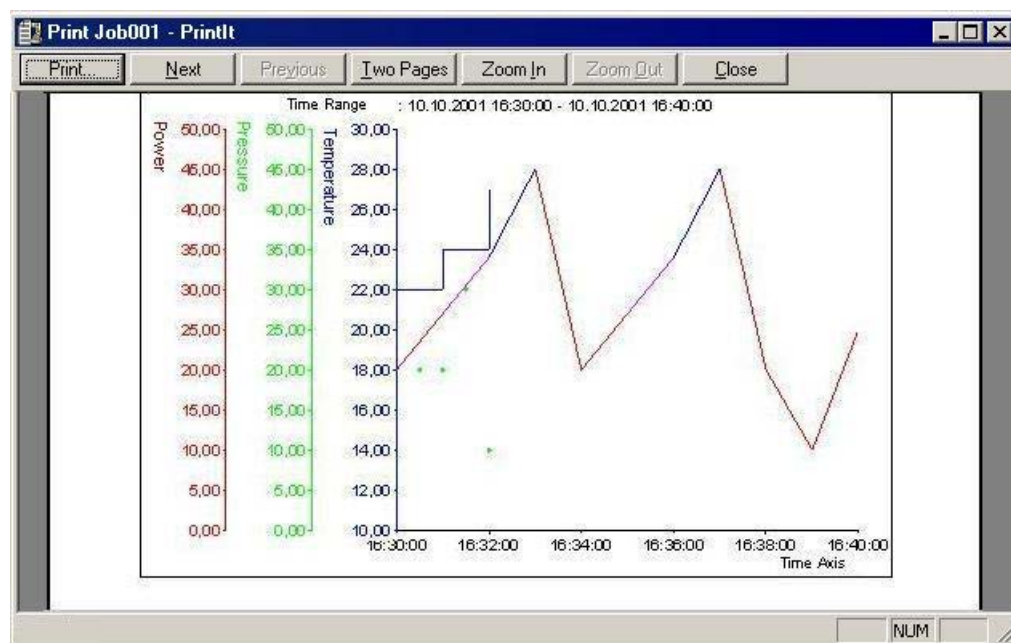 Print Job001 - PrintIt
Print... Next Previous Two Pages Zoom In Zoom Out Close
Time Range : 10.10.2001 16:30:00 - 10.10.2001 16:40:00
Power
Pressure
Temperature
50,00 50,00 30,00
45,00 45,00 28,00
40,00 40,00 26,00
35,00 35,00 24,00
30,00 30,00 22,00
25,00 25,00 20,00
20,00 20,00 18,00
15,00 15,00 16,00
10,00 10,00 14,00
5,00 5,00 12,00
0,00 0,00 10,00
16:30:00 16:32:00 16:34:00 16:36:00 16:38:00 16:40:00
Time Axis
NUM